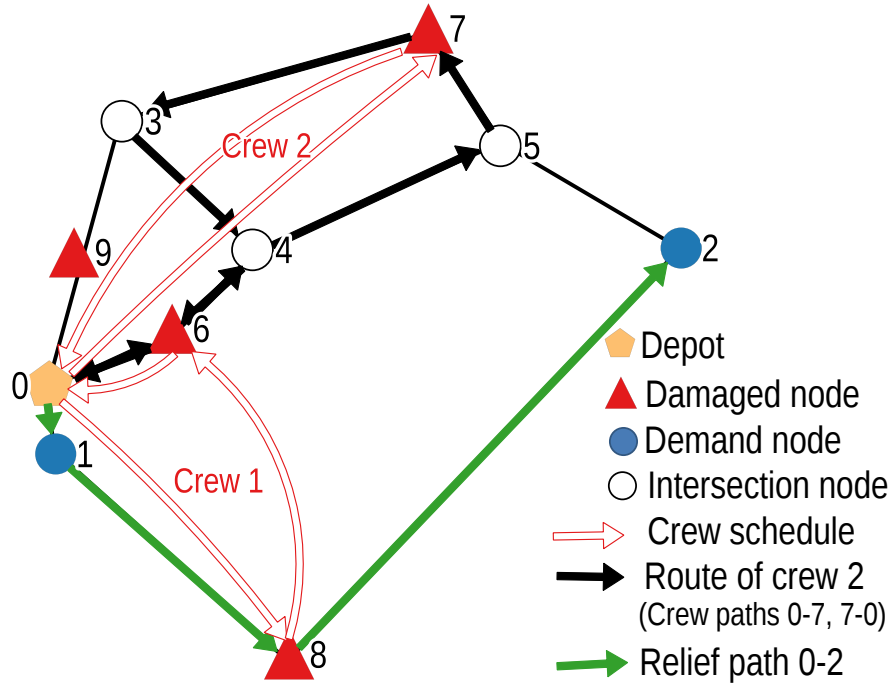 7
3
Crew 2
5
9
4
2
6
0
1
Crew 1
8
Depot
Damaged node
Demand node
Intersection node
Crew schedule
Route of crew 2
(Crew paths 0-7, 7-0)
Relief path 0-2